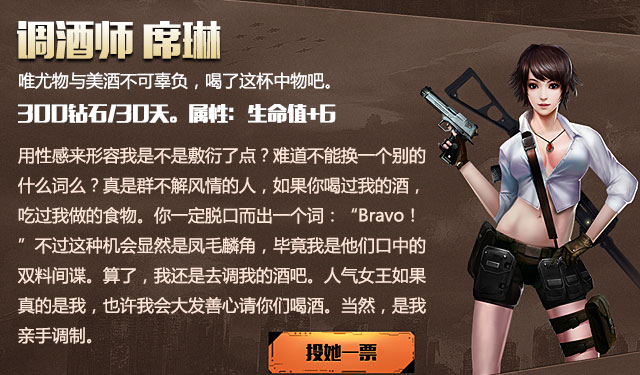 调酒师 席琳
唯尤物与美酒不可辜负，喝了这杯中物吧。
300钻石/30天。属性：生命值+6
用性感来形容我是不是敷衍了点？难道不能换一个别的
什么词么？真是群不解风情的人，如果你喝过我的酒，
吃过我做的食物。你一定脱口而出一个词：“Bravo！
”不过这种机会显然是凤毛麟角，毕竟我是他们口中的
双料间谍。算了，我还是去调我的酒吧。人气女王如果
真的是我，也许我会大发善心请你们喝酒。当然，是我
亲手调制。
投她一票